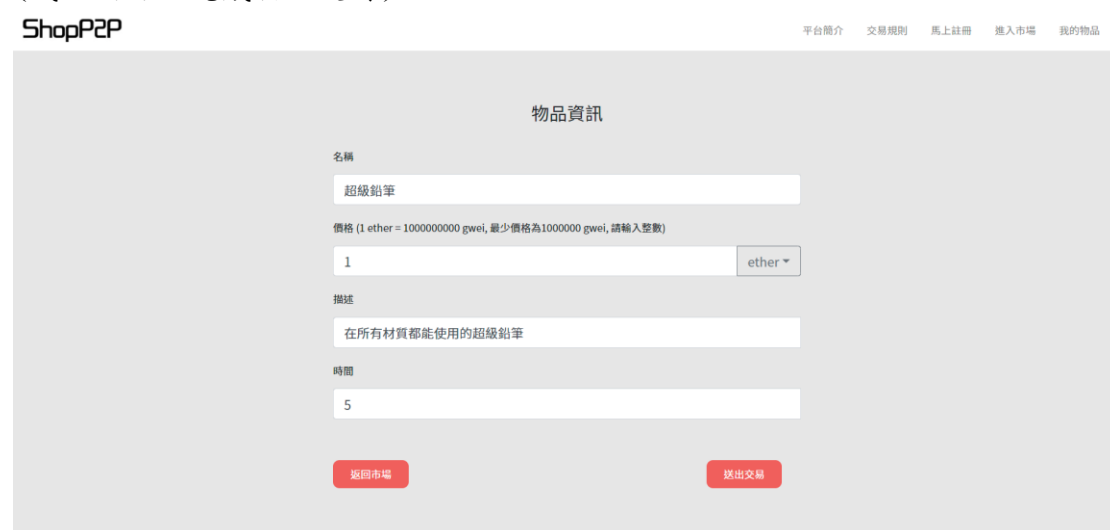 ShopP2P
平台簡介 交易規則 馬上註冊 進入市場 我的物品
物品資訊
名稱
超級鉛筆
價格 (1 ether = 1000000000 gwei, 最少價格為1000000 gwei, 請輸入整數)
1 ether
描述
在所有材質都能使用的超級鉛筆
時間
5
返回市場 送出交易